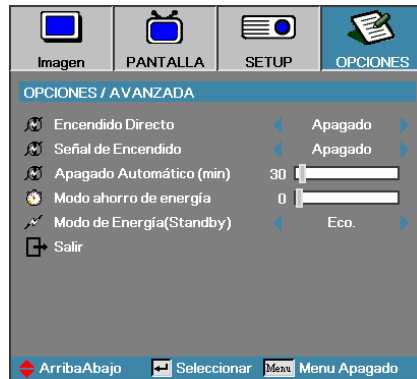 Imagen PANTALLA SETUP OPCIONES
OPCIONES / AVANZADA
Encendido Directo Apagado
Señal de Encendido Apagado
Apagado Automático (min) 30
Modo ahorro de energía 0
Modo de Energía(Standby) Eco.
Salir
ArribaAbajo Seleccionar Menu Menu Apagado